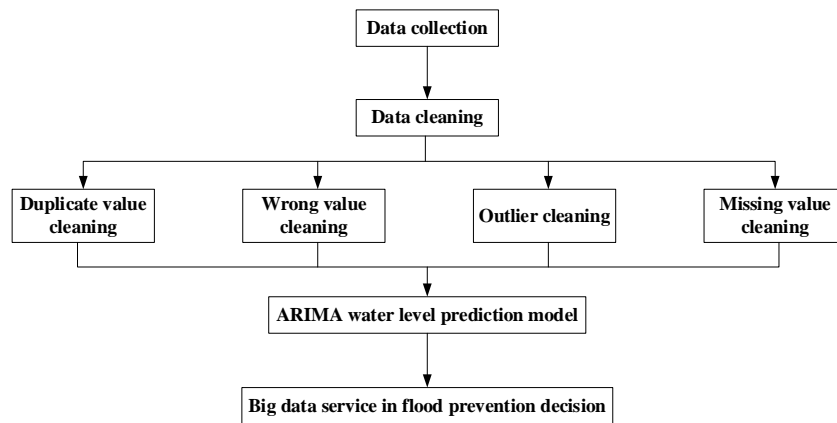 Data collection
Data cleaning
Duplicate value
cleaning
Wrong value
cleaning
Outlier cleaning
Missing value
cleaning
ARIMA water level prediction model
Big data service in flood prevention decision